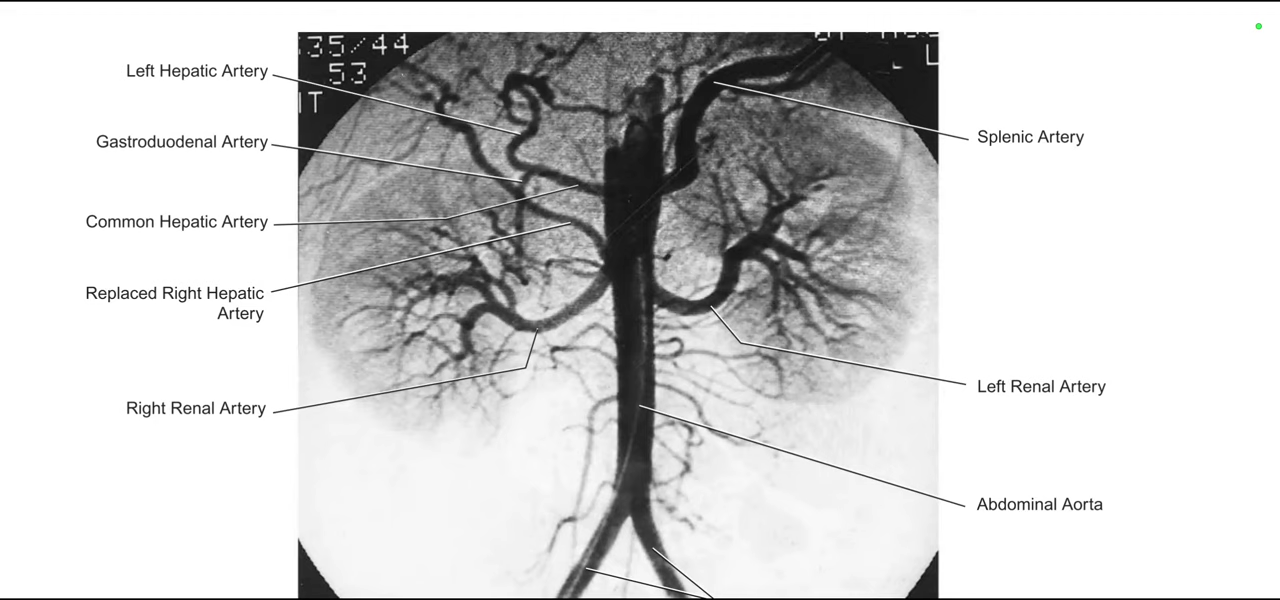 35/44
53
IT
L
Left Hepatic Artery
Gastroduodenal Artery
Common Hepatic Artery
Replaced Right Hepatic
Artery
Right Renal Artery
Splenic Artery
Left Renal Artery
Abdominal Aorta